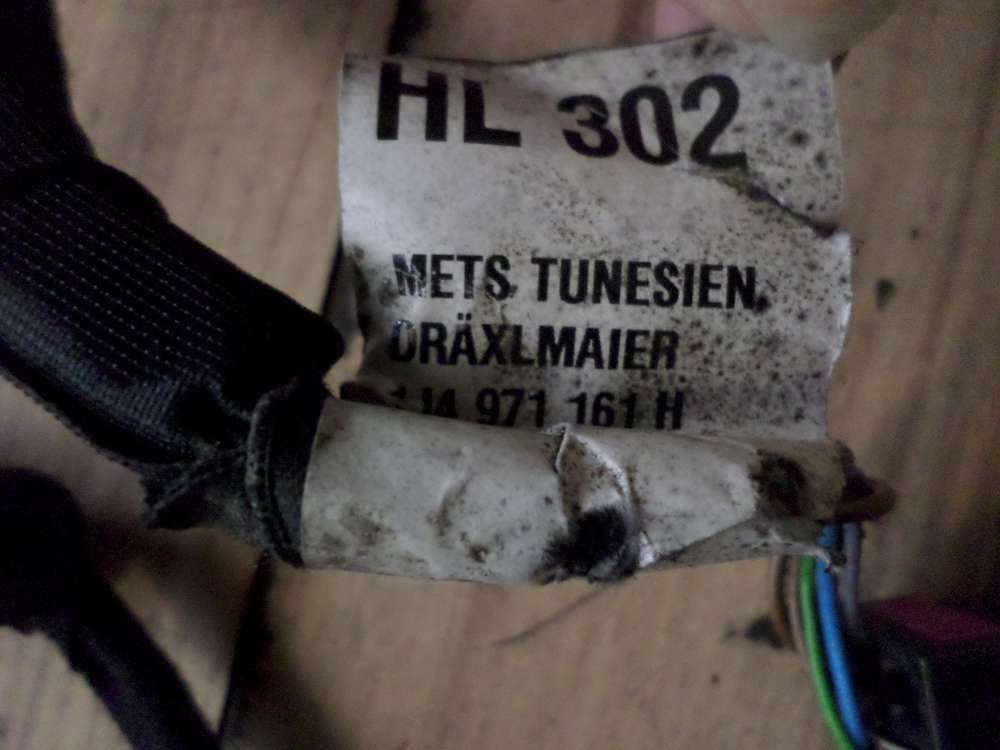 HL 302
METS TUNESIEN
DRÄXLMAIER
1J4 971 161 H